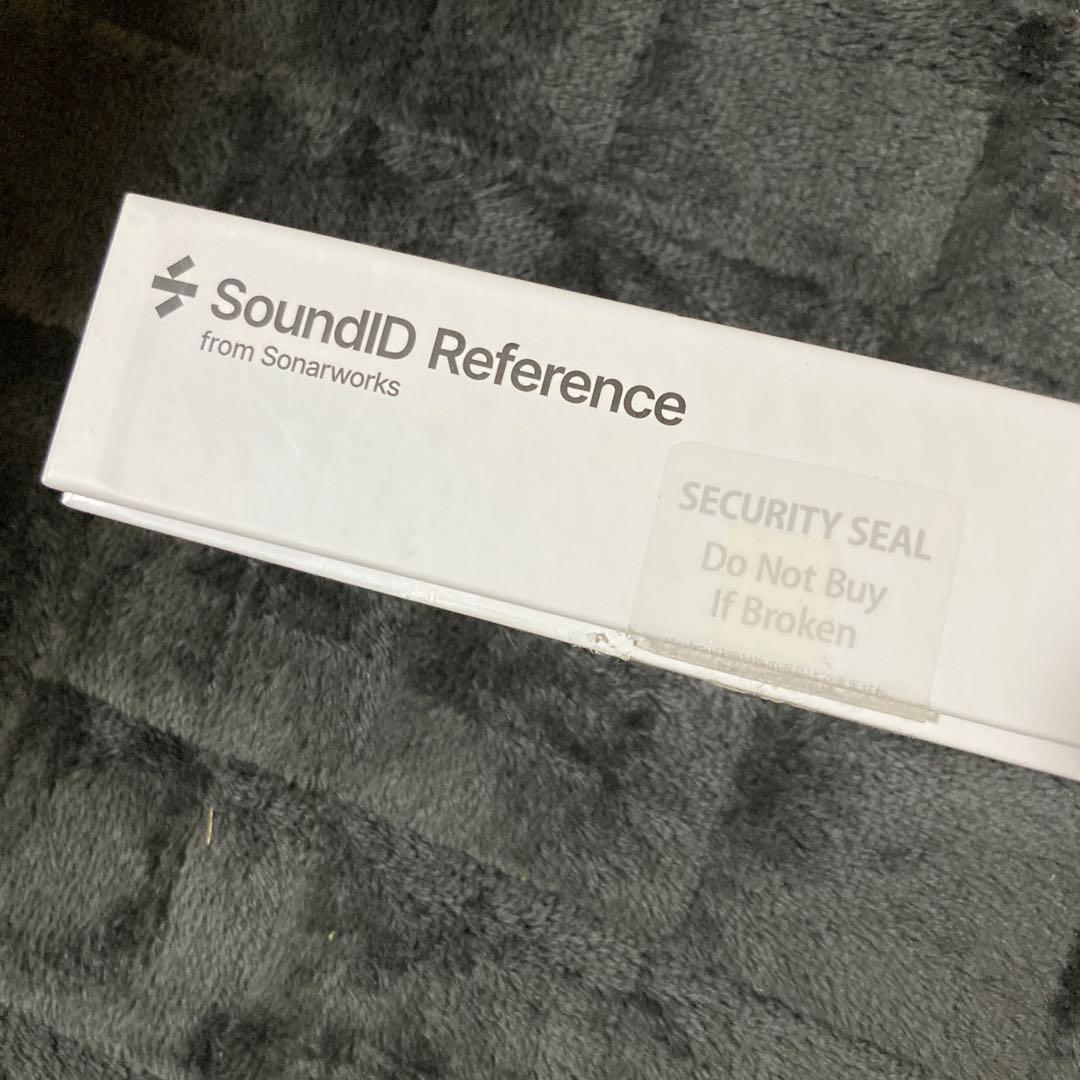 SoundID Reference
from Sonarworks
SECURITY SEAL
Do Not Buy
If Broken